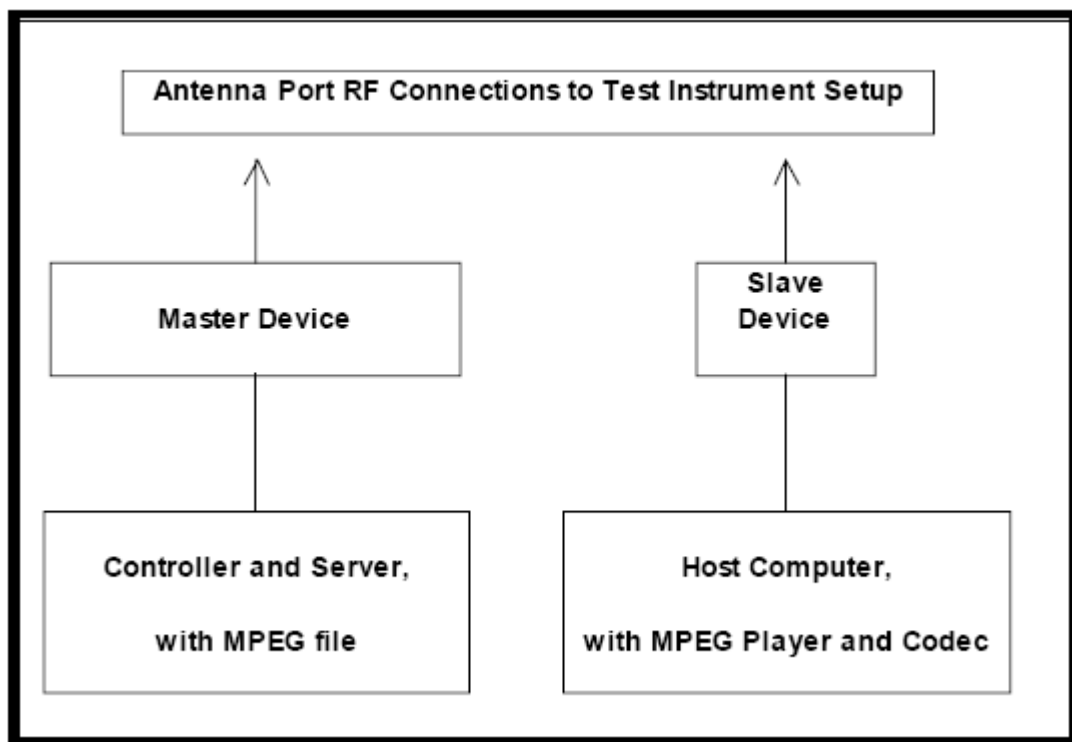 Antenna Port RF Connections to Test Instrument Setup
Master Device
Slave
Device
Controller and Server,
with MPEG file
Host Computer,
with MPEG Player and Codec